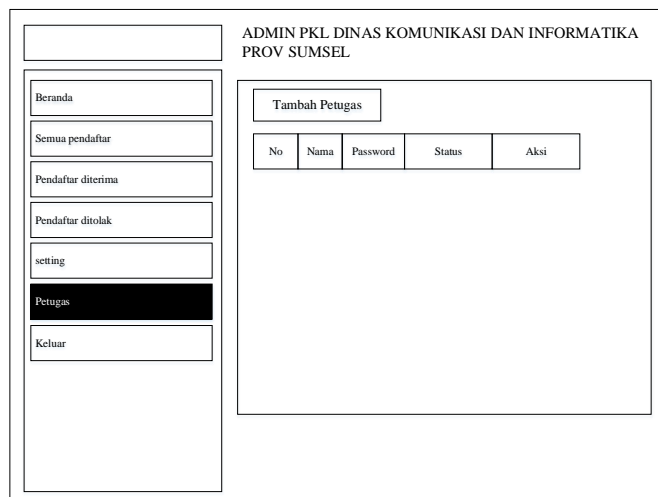 ADMIN PKL DINAS KOMUNIKASI DAN INFORMATIKA
PROV SUMSEL
Beranda
Semua pendaftar
Pendaftar diterima
Pendaftar ditolak
setting
Petugas
Keluar
Tambah Petugas
No Nama Password Status Aksi